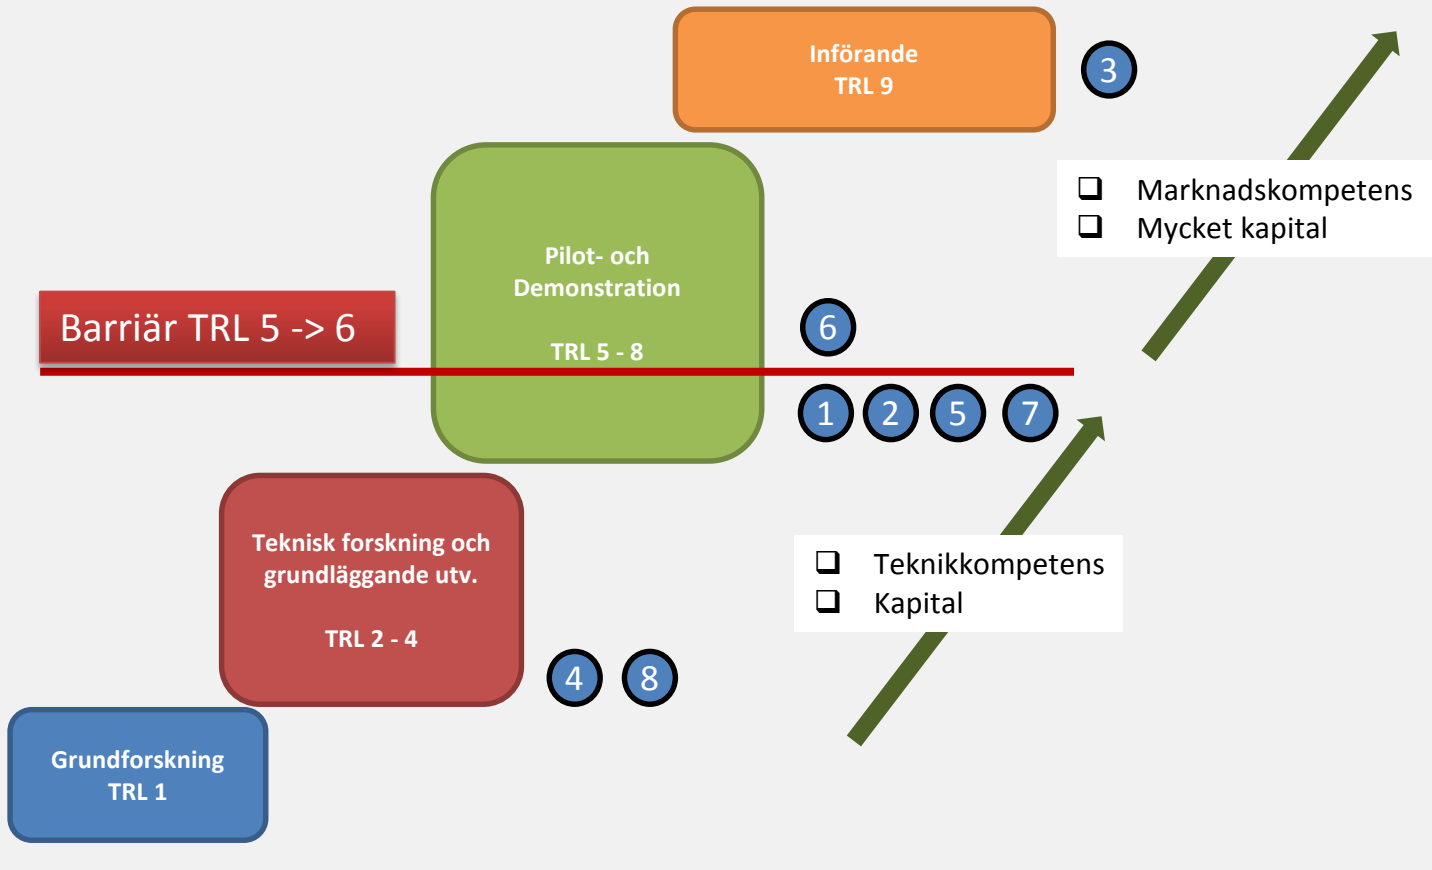 Införande
TRL 9
3
❑ Marknadskompetens
❑ Mycket kapital
Pilot- och
Demonstration
TRL 5 - 8
Barriär TRL 5 -> 6
6
1 2 5 7
Teknisk forskning och
grundläggande utv.
TRL 2 - 4
❑ Teknikkompetens
❑ Kapital
4 8
Grundforskning
TRL 1